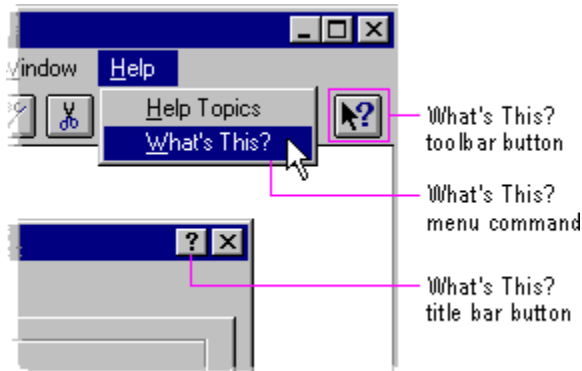 Window Help
Help Topics
What's This?
?
?
What's This?
toolbar button
What's This?
menu command
What's This?
title bar button